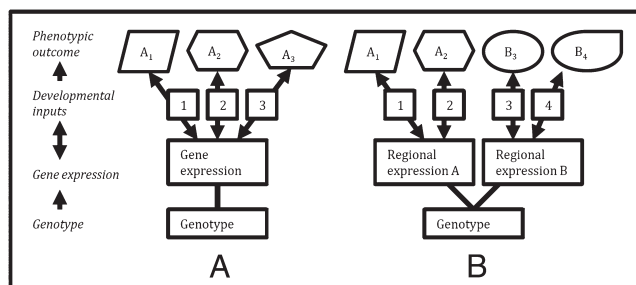 Phenotypic
outcome
Developmental
inputs
Gene expression
Genotype
A₁
A₂
A₃
1
2
3
Gene
expression
Genotype
A
A₁
A₂
B₃
B₄
1
2
3
4
Regional
expression A
Regional
expression B
Genotype
B